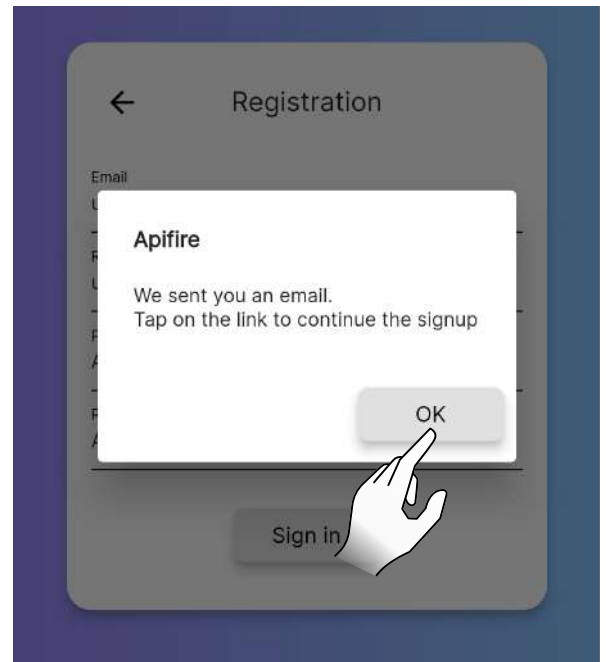 Registration
Email
Apifire
We sent you an email.
Tap on the link to continue the signup
OK
Sign in